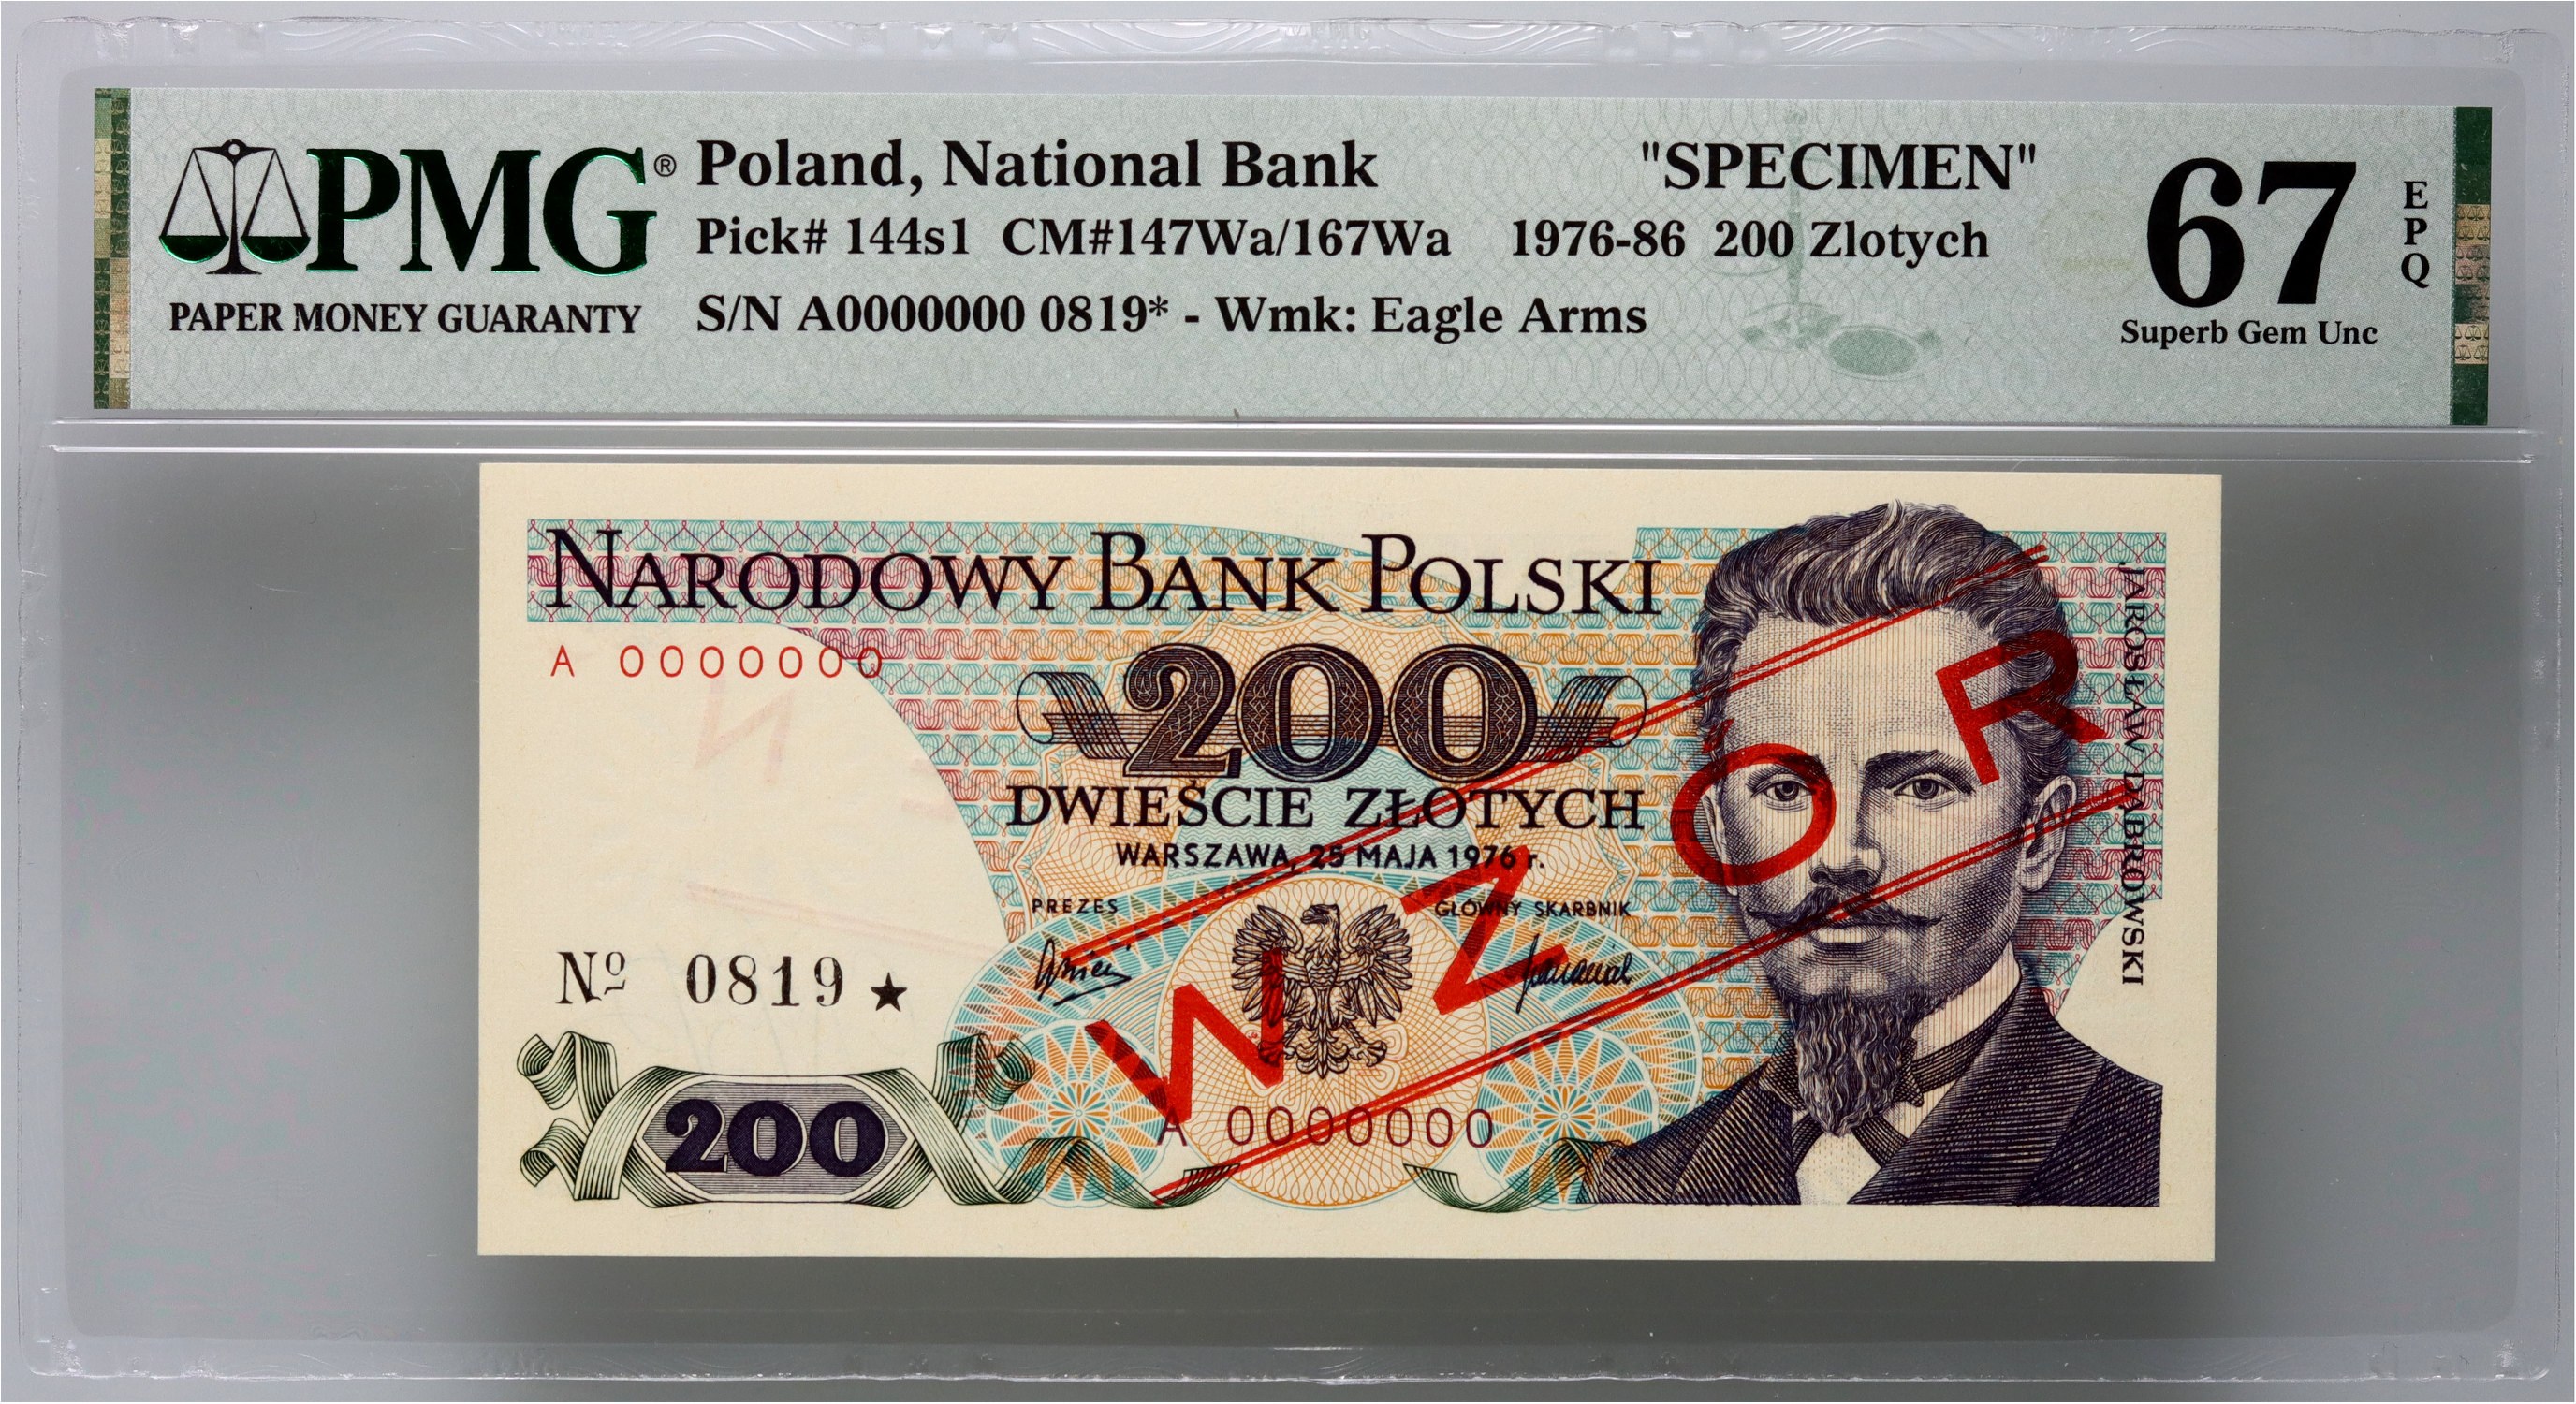 PMG®
PAPER MONEY GUARANTY
Poland, National Bank "SPECIMEN"
Pick# 144s1 CM#147Wa/167Wa 1976-86 200 Zlotych
S/N A0000000 0819* - Wmk: Eagle Arms
67
EPQ
Superb Gem Unc
NARODOWY BANK POLSKI
A 0000000
200
DWIEŚCIE ZŁOTYCH
WARSZAWA, 25 MAJA 1976 r.
PREZES GŁÓWNY SKARBNIK
WZÓR
JAROSŁAW DĄBROWSKI
Nº 0819★
200
A 0000000